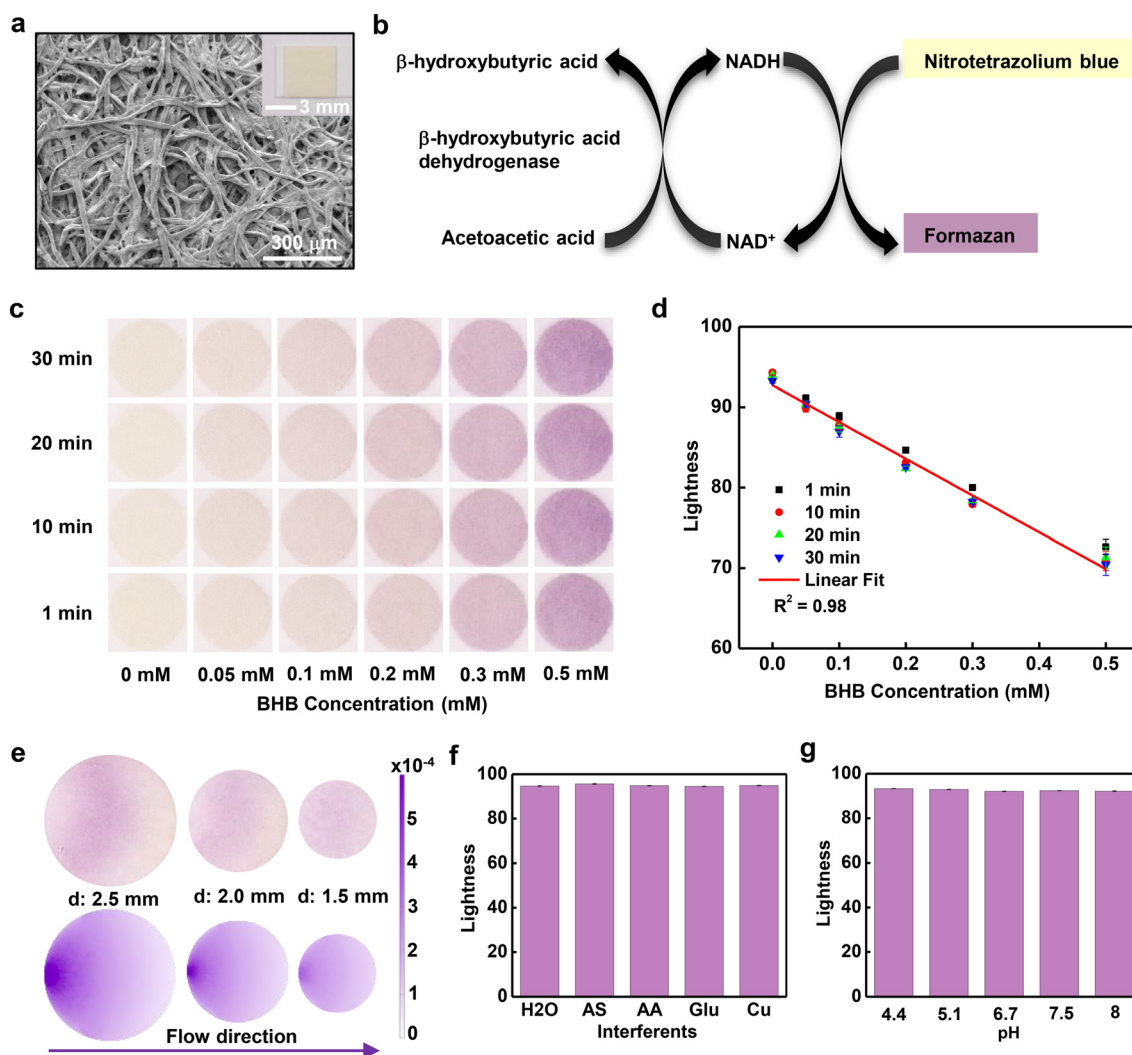 a
3 mm
300 μm
b
β-hydroxybutyric acid
NADH
Nitrotetrazolium blue
β-hydroxybutyric acid
dehydrogenase
Acetoacetic acid
NAD⁺
Formazan
c
30 min
20 min
10 min
1 min
0 mM 0.05 mM 0.1 mM 0.2 mM 0.3 mM 0.5 mM
BHB Concentration (mM)
d
100
90
80
70
60
Lightness
1 min
10 min
20 min
30 min
Linear Fit
R² = 0.98
0.0 0.1 0.2 0.3 0.4 0.5
BHB Concentration (mM)
e
x10⁻⁴
5
4
3
2
1
0
d: 2.5 mm d: 2.0 mm d: 1.5 mm
Flow direction
f
100
80
60
40
20
0
Lightness
H2O AS AA Glu Cu
Interferents
g
100
80
60
40
20
0
Lightness
4.4 5.1 6.7 7.5 8
pH